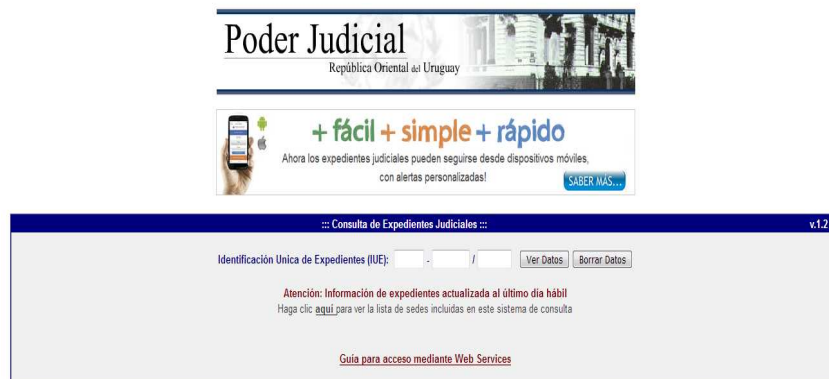 Poder Judicial
República Oriental del Uruguay
+ fácil + simple + rápido
Ahora los expedientes judiciales pueden seguirse desde dispositivos móviles,
con alertas personalizadas!
SABER MÁS...
::: Consulta de Expedientes Judiciales :::
v.1.2
Identificación Unica de Expedientes (IUE): - / Ver Datos Borrar Datos
Atención: Información de expedientes actualizada al último día hábil
Haga clic aquí para ver la lista de sedes incluidas en este sistema de consulta
Guía para acceso mediante Web Services